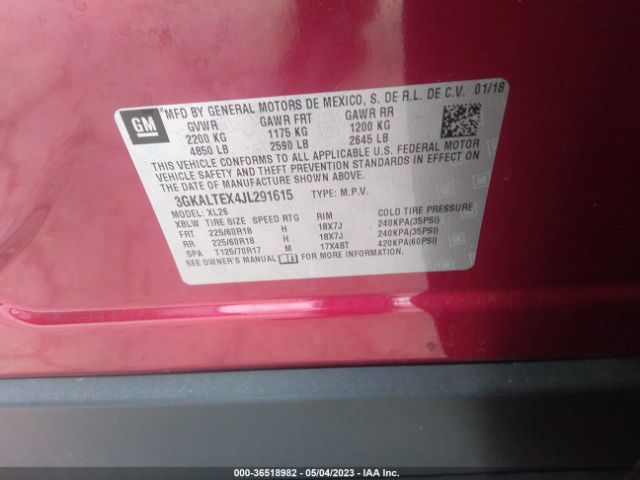 GM
MFD BY GENERAL MOTORS DE MEXICO, S. DE R.L. DE C.V. 01/18
GVWR GAWR FRT GAWR RR
2200 KG 1175 KG 1200 KG
4850 LB 2590 LB 2645 LB
THIS VEHICLE CONFORMS TO ALL APPLICABLE U.S. FEDERAL MOTOR
VEHICLE SAFETY AND THEFT PREVENTION STANDARDS IN EFFECT ON
THE DATE OF MANUFACTURE SHOWN ABOVE.
3GKALTEX4JL291615 TYPE: M.P.V.
MODEL: XL26
XBLW TIRE SIZE SPEED RTG RIM COLD TIRE PRESSURE
FRT 225/60R18 H 18X7J 240KPA(35PSI)
RR 225/60R18 H 18X7J 240KPA(35PSI)
SPA T125/70R17 M 17X4BT 420KPA(60PSI)
SEE OWNER'S MANUAL FOR MORE INFORMATION
000-36518982 - 05/04/2023 - IAA Inc.